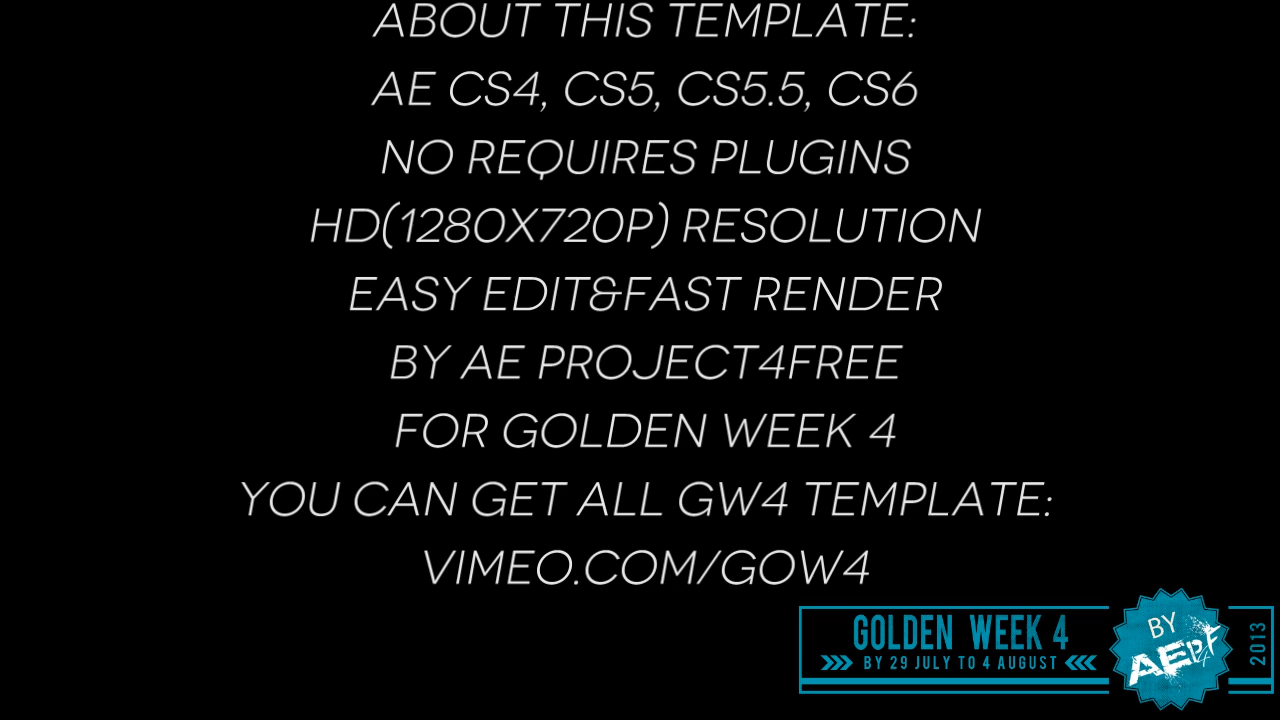 ABOUT THIS TEMPLATE:
AE CS4, CS5, CS5.5, CS6
NO REQUIRES PLUGINS
HD(1280X720P) RESOLUTION
EASY EDIT&FAST RENDER
BY AE PROJECT4FREE
FOR GOLDEN WEEK 4
YOU CAN GET ALL GW4 TEMPLATE:
VIMEO.COM/GOW4
GOLDEN WEEK 4
BY 29 JULY TO 4 AUGUST
BY
AEP4F
2013